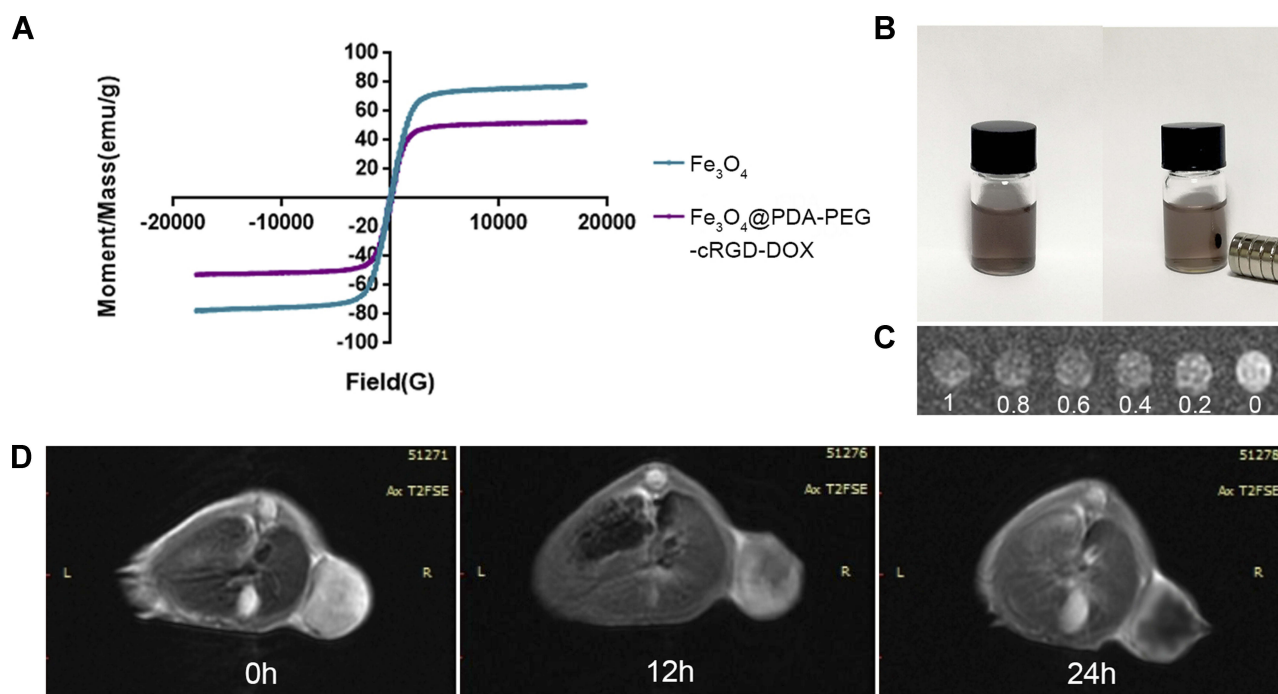 A
B
Moment/Mass(emu/g)
100
80
60
40
20
-20000
-10000
10000
20000
-20
-40
-60
-80
-100
Field(G)
Fe3O4
Fe3O4@PDA-PEG
-cRGD-DOX
C
1 0.8 0.6 0.4 0.2 0
D
51271
Ax T2FSE
L
R
0h
51276
Ax T2FSE
L
R
12h
51278
Ax T2FSE
L
R
24h